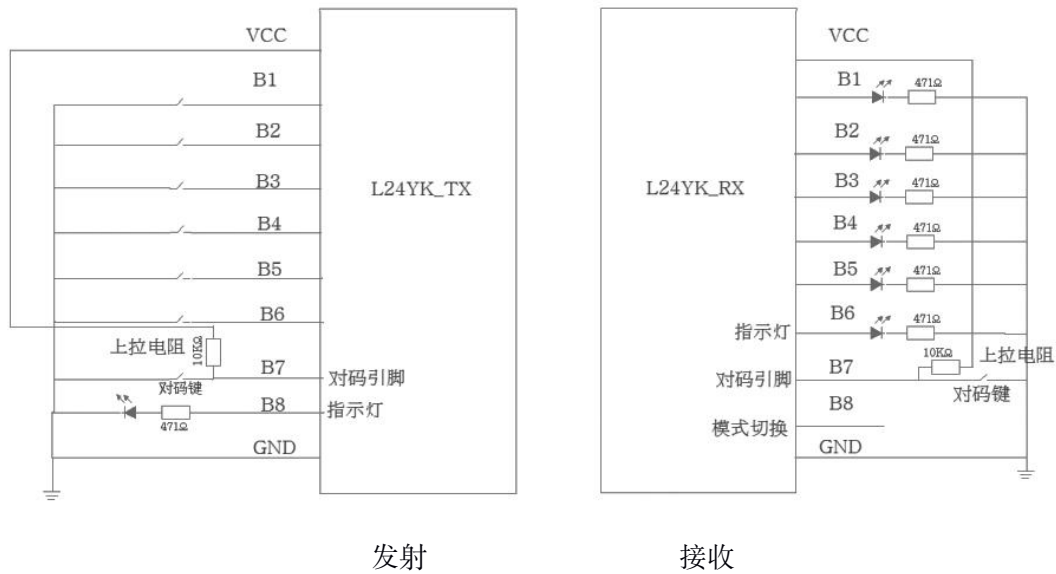 VCC
B1
B2
B3
B4
B5
B6
上拉电阻
10KΩ
B7
对码键
对码引脚
B8
471Ω
指示灯
GND
L24YK_TX
发射
VCC
B1
471Ω
B2
471Ω
B3
471Ω
B4
471Ω
B5
471Ω
B6
471Ω
指示灯
10KΩ
上拉电阻
B7
对码引脚
对码键
B8
模式切换
GND
L24YK_RX
接收